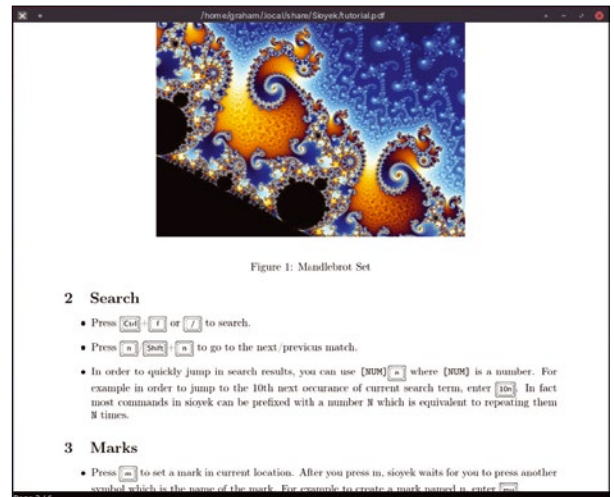 /home/graham/.local/share/Sioyek/tutorial.pdf
Figure 1: Mandlebrot Set
2 Search
• Press Ctrl + f or / to search.
• Press n Shift + n to go to the next/previous match.
• In order to quickly jump in search results, you can use [NUM] n where [NUM] is a number. For
example in order to jump to the 10th next occurance of current search term, enter 10n. In fact
most commands in sioyek can be prefixed with a number N which is equivalent to repeating them
N times.
3 Marks
• Press m to set a mark in current location. After you press m, sioyek waits for you to press another
symbol which is the name of the mark. For example to create a mark named